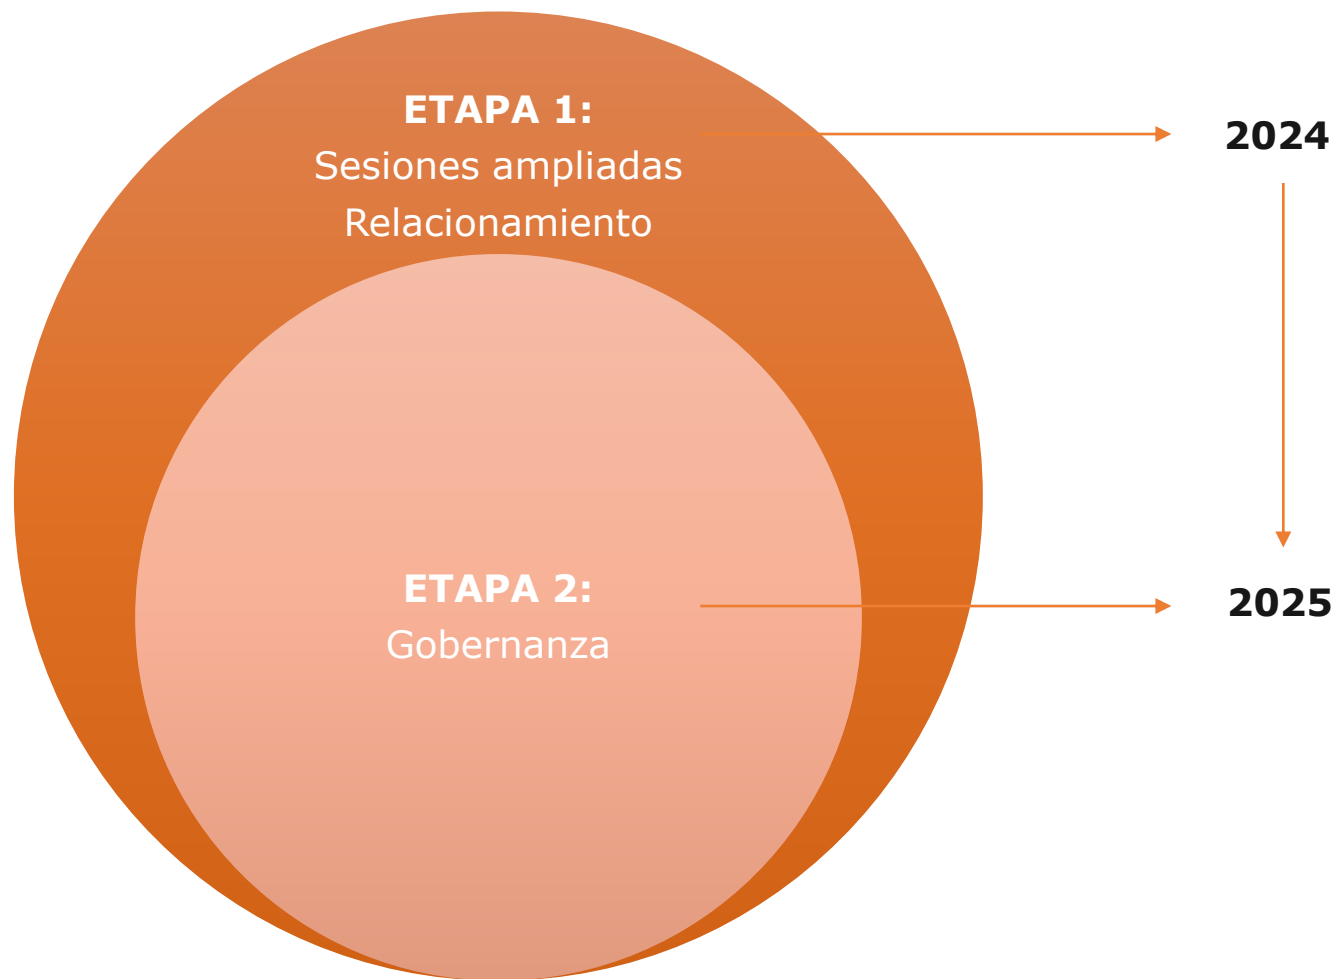 ETAPA 1:
Sesiones ampliadas
Relacionamiento
2024
ETAPA 2:
Gobernanza
2025